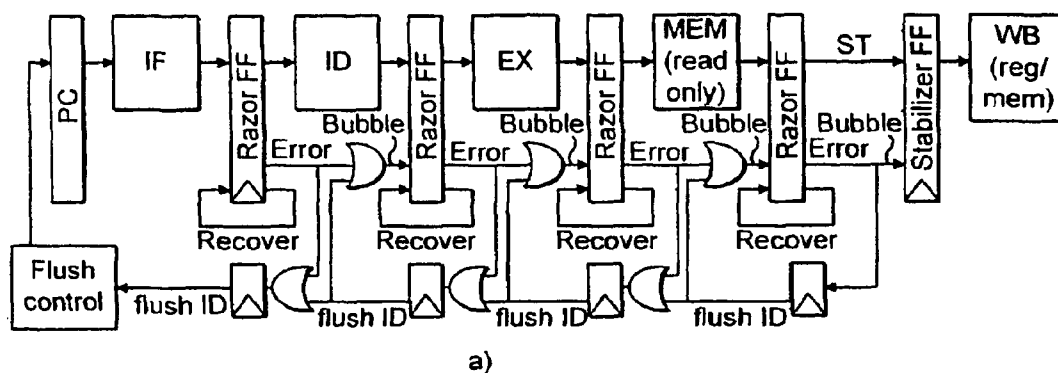 PC
IF
Razor FF
ID
Razor FF
EX
Razor FF
MEM
(read
only)
Razor FF
ST
Stabilizer FF
WB
(reg/
mem)
Error
Bubble
Error
Bubble
Error
Bubble
Error
Recover
Recover
Recover
Recover
Flush
control
flush ID
flush ID
flush ID
flush ID
a)